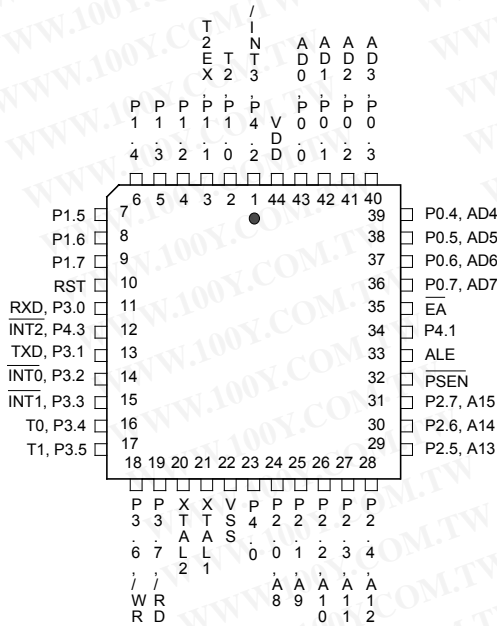 T2EX, P1.1
T2, P1.0
/INT3, P4.2
AD0, P0.0
AD1, P0.1
AD2, P0.2
AD3, P0.3
P1.4
P1.3
P1.2
VDD
6 5 4 3 2 1 44 43 42 41 40
P1.5 7
P1.6 8
P1.7 9
RST 10
RXD, P3.0 11
INT2, P4.3 12
TXD, P3.1 13
INT0, P3.2 14
INT1, P3.3 15
T0, P3.4 16
T1, P3.5 17
39 P0.4, AD4
38 P0.5, AD5
37 P0.6, AD6
36 P0.7, AD7
35 EA
34 P4.1
33 ALE
32 PSEN
31 P2.7, A15
30 P2.6, A14
29 P2.5, A13
18 19 20 21 22 23 24 25 26 27 28
P3.6, /WR
P3.7, /RD
XTAL2
XTAL1
VSS
P4.0
P2.0, A8
P2.1, A9
P2.2, A10
P2.3, A11
P2.4, A12
WWW.100Y.COM.TW